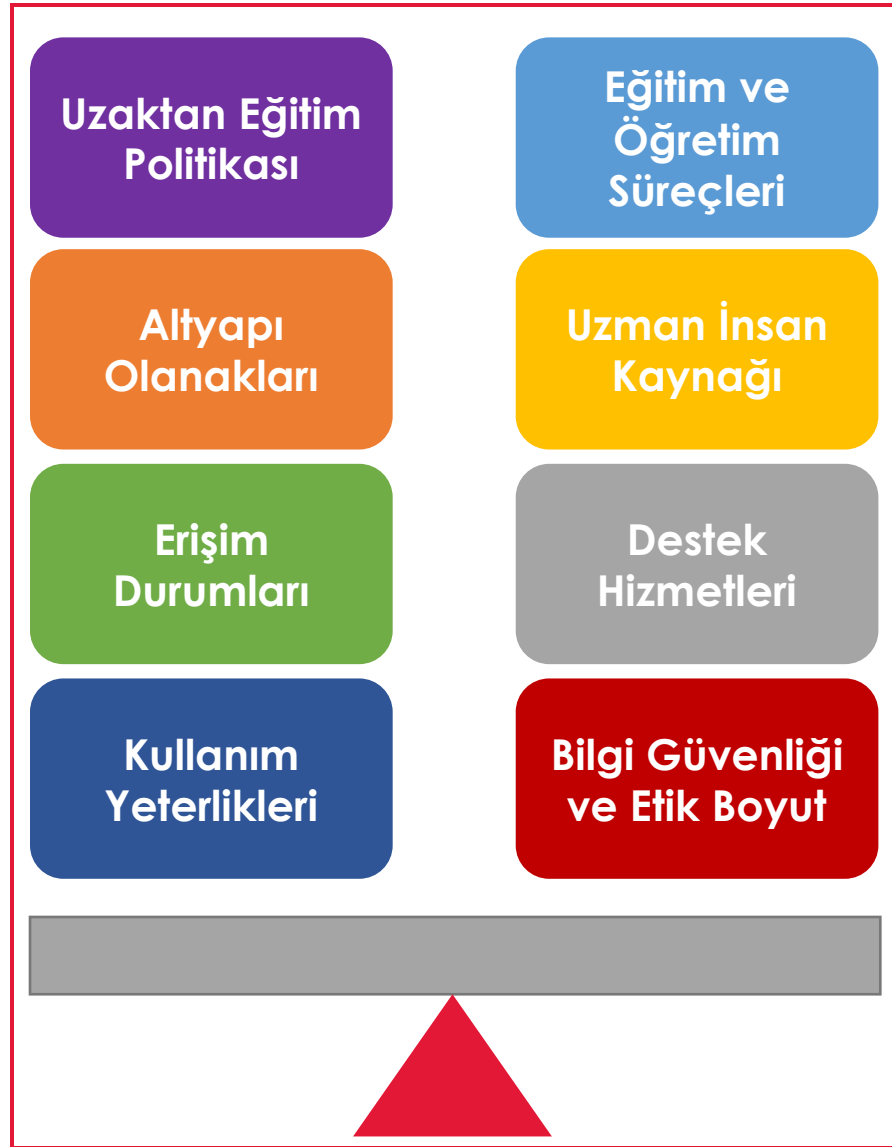 Uzaktan Eğitim
Politikası
Eğitim ve
Öğretim
Süreçleri
Altyapı
Olanakları
Uzman İnsan
Kaynağı
Erişim
Durumları
Destek
Hizmetleri
Kullanım
Yeterlikleri
Bilgi Güvenliği
ve Etik Boyut